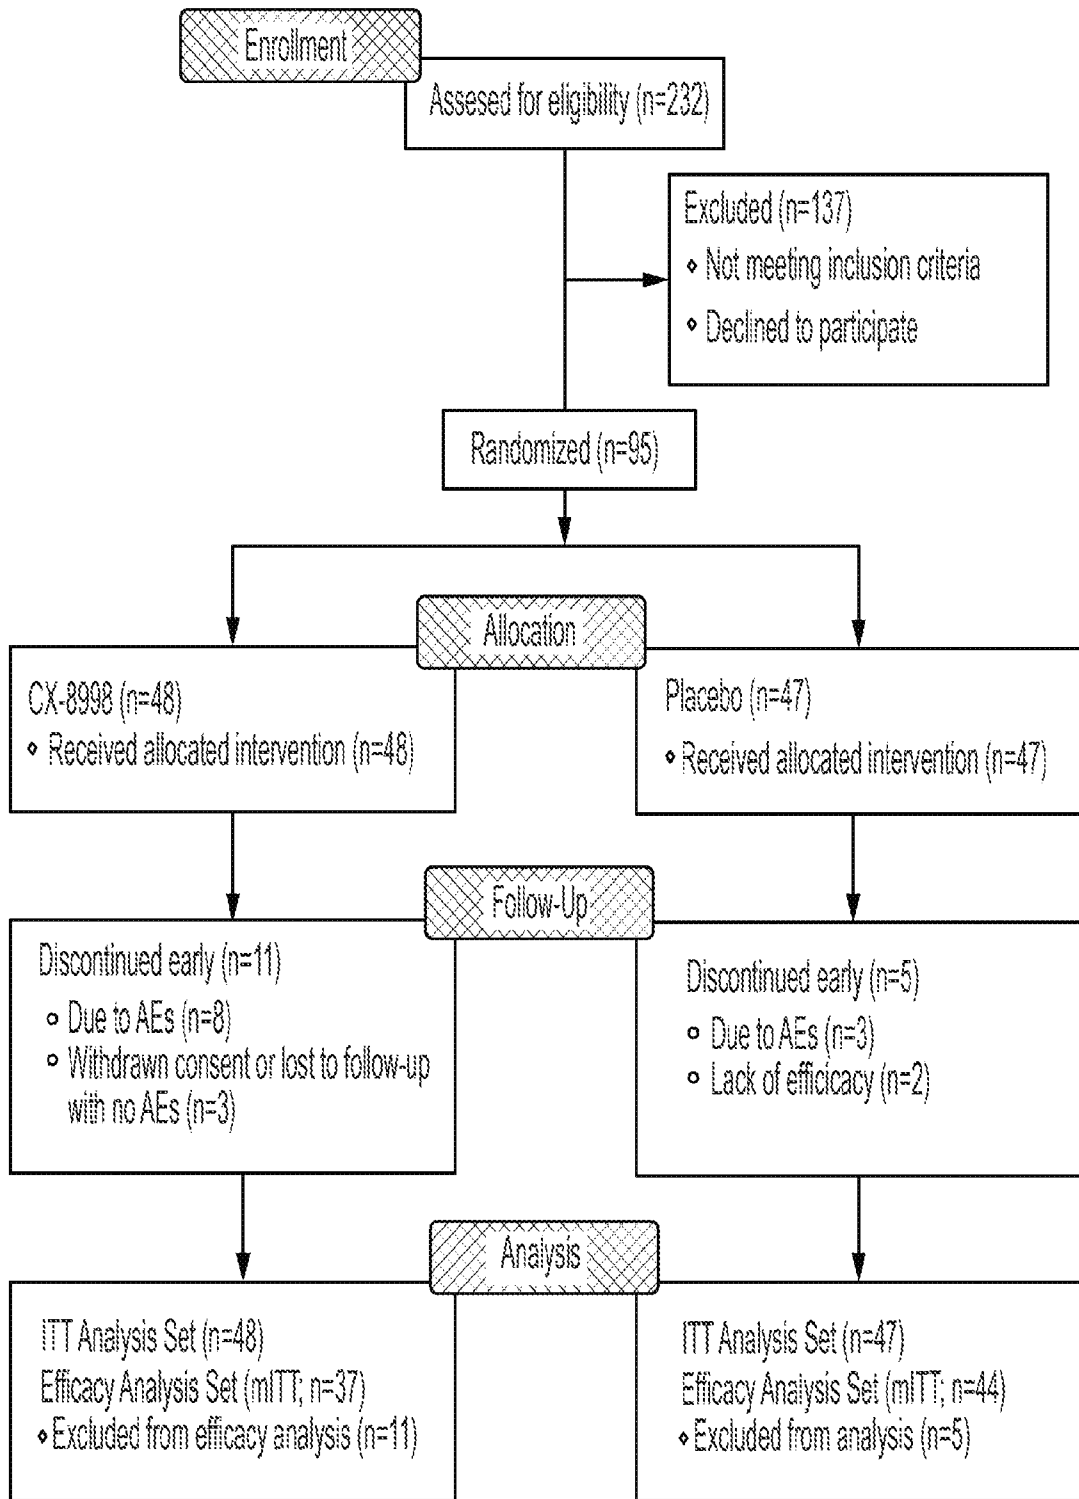 Enrollment
Assesed for eligibility (n=232)
Excluded (n=137)
⬨ Not meeting inclusion criteria
⬨ Declined to participate
Randomized (n=95)
Allocation
CX-8998 (n=48)
⬨ Received allocated intervention (n=48)
Placebo (n=47)
⬨ Received allocated intervention (n=47)
Follow-Up
Discontinued early (n=11)
○ Due to AEs (n=8)
○ Withdrawn consent or lost to follow-up
with no AEs (n=3)
Discontinued early (n=5)
○ Due to AEs (n=3)
○ Lack of efficicacy (n=2)
Analysis
ITT Analysis Set (n=48)
Efficacy Analysis Set (mITT; n=37)
⬨ Excluded from efficacy analysis (n=11)
ITT Analysis Set (n=47)
Efficacy Analysis Set (mITT; n=44)
⬨ Excluded from analysis (n=5)